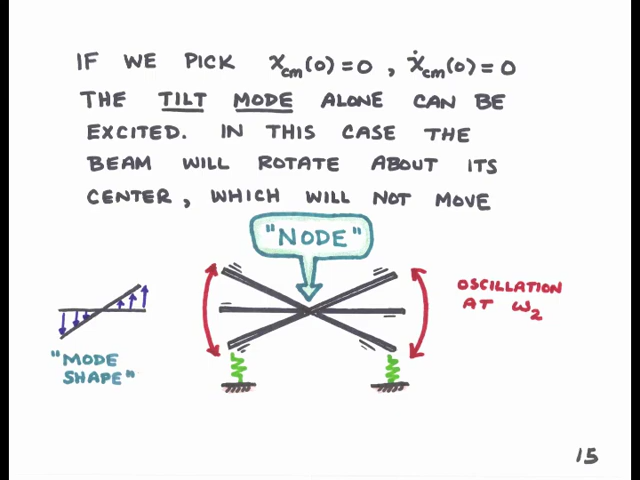 IF WE PICK x_cm(0)=0, ẋ_cm(0)=0
THE TILT MODE ALONE CAN BE
EXCITED. IN THIS CASE THE
BEAM WILL ROTATE ABOUT ITS
CENTER, WHICH WILL NOT MOVE
"NODE"
OSCILLATION
AT ω₂
"MODE
SHAPE"
15